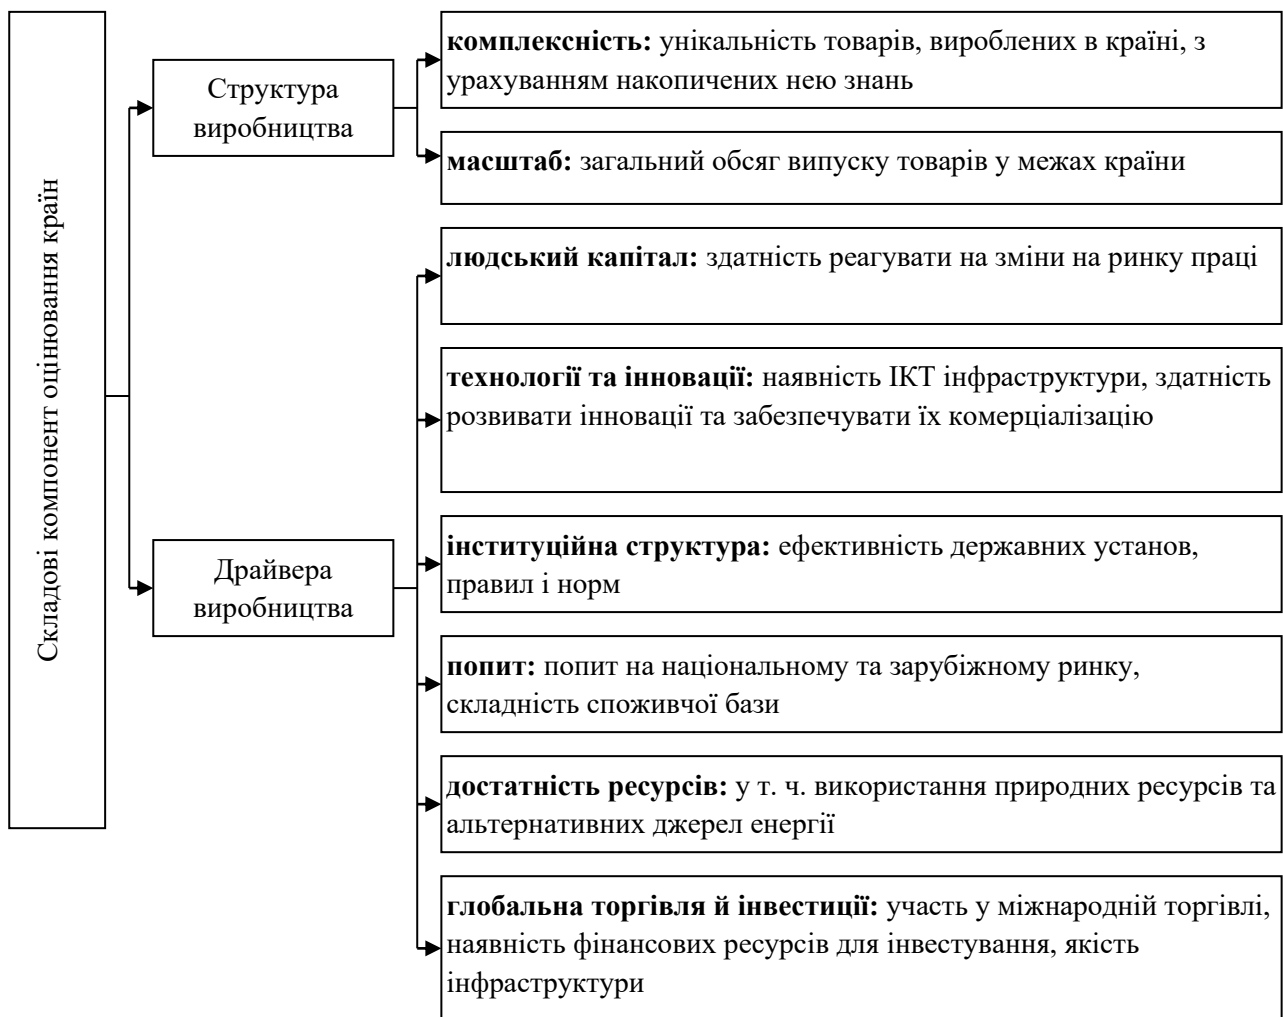 Складові компонент оцінювання країн
Структура
виробництва
комплексність: унікальність товарів, вироблених в країні, з
урахуванням накопичених нею знань
масштаб: загальний обсяг випуску товарів у межах країни
Драйвера
виробництва
людський капітал: здатність реагувати на зміни на ринку праці
технології та інновації: наявність ІКТ інфраструктури, здатність
розвивати інновації та забезпечувати їх комерціалізацію
інституційна структура: ефективність державних установ,
правил і норм
попит: попит на національному та зарубіжному ринку,
складність споживчої бази
достатність ресурсів: у т. ч. використання природних ресурсів та
альтернативних джерел енергії
глобальна торгівля й інвестиції: участь у міжнародній торгівлі,
наявність фінансових ресурсів для інвестування, якість
інфраструктури